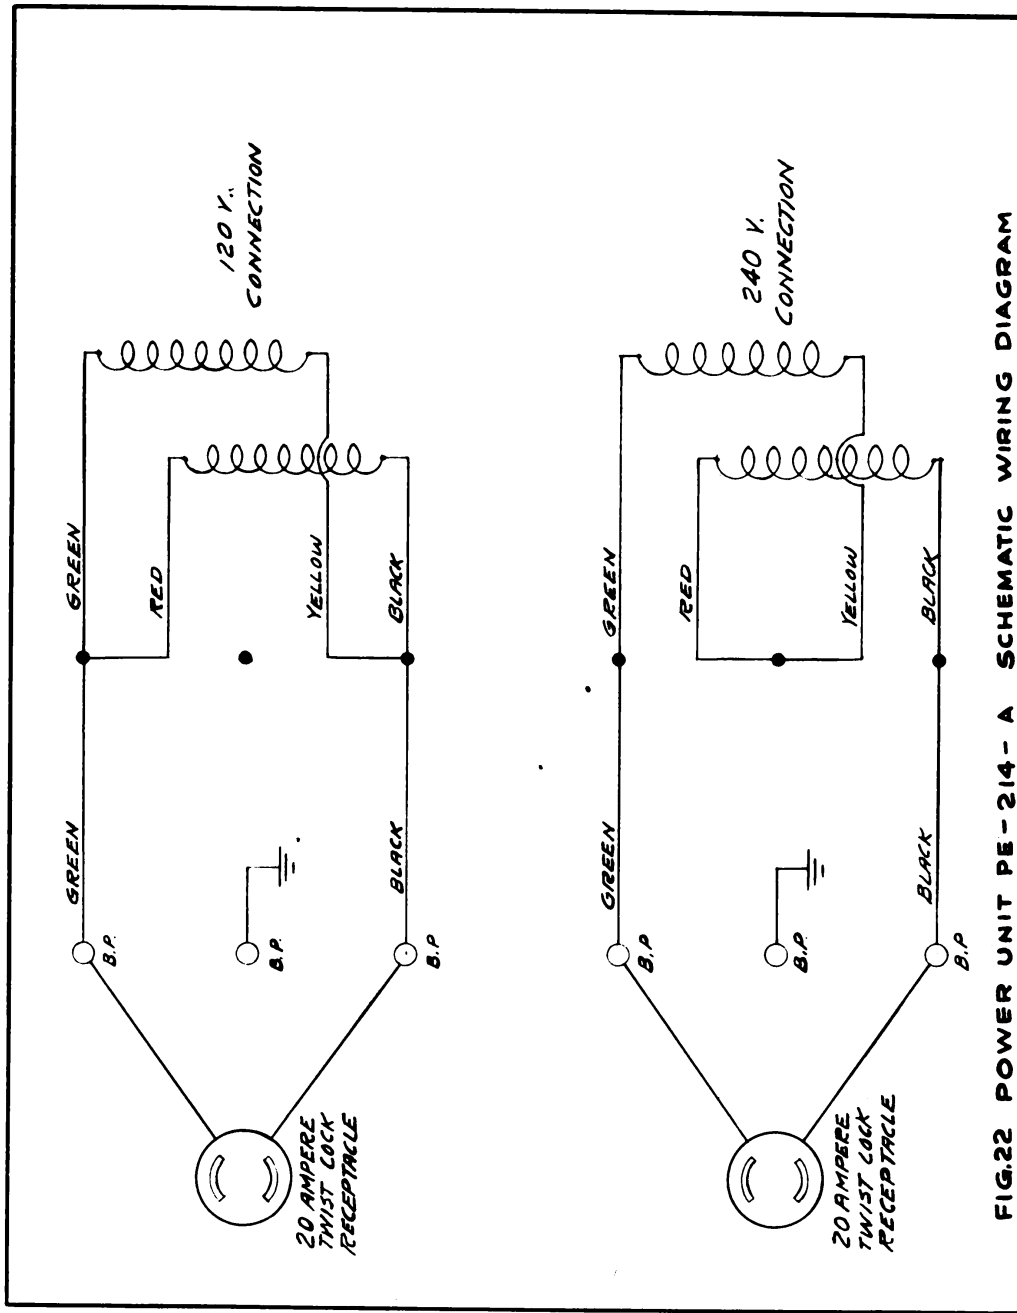 120 V..
CONNECTION
GREEN
RED
YELLOW
BLACK
GREEN
BLACK
B.P.
B.P.
B.P
20 AMPERE
TWIST LOCK
RECEPTACLE
240 V.
CONNECTION
GREEN
RED
YELLOW
BLACK
GREEN
BLACK
B.P
B.P.
B.P
20 AMPERE
TWIST LOCK
RECEPTACLE
FIG.22 POWER UNIT PE-214-A SCHEMATIC WIRING DIAGRAM